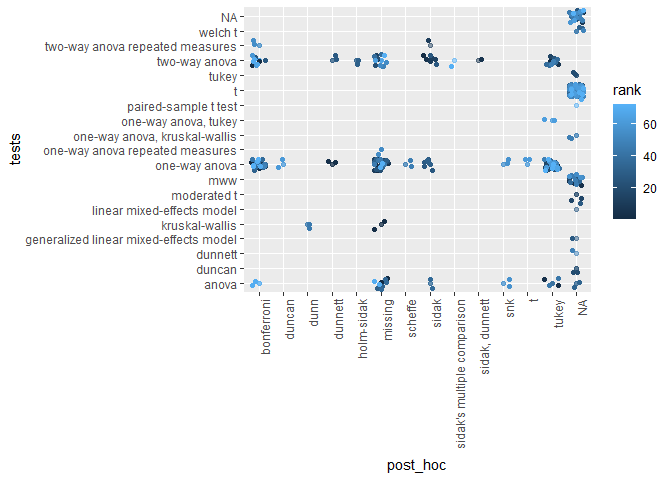 NA
welch t
two-way anova repeated measures
two-way anova
tukey
t
paired-sample t test
one-way anova, tukey
one-way anova, kruskal-wallis
one-way anova repeated measures
one-way anova
mww
moderated t
linear mixed-effects model
kruskal-wallis
generalized linear mixed-effects model
dunnett
duncan
anova
tests
bonferroni
duncan
dunn
dunnett
holm-sidak
missing
scheffe
sidak
sidak's multiple comparison
sidak, dunnett
snk
t
tukey
NA
post_hoc
rank
60
40
20